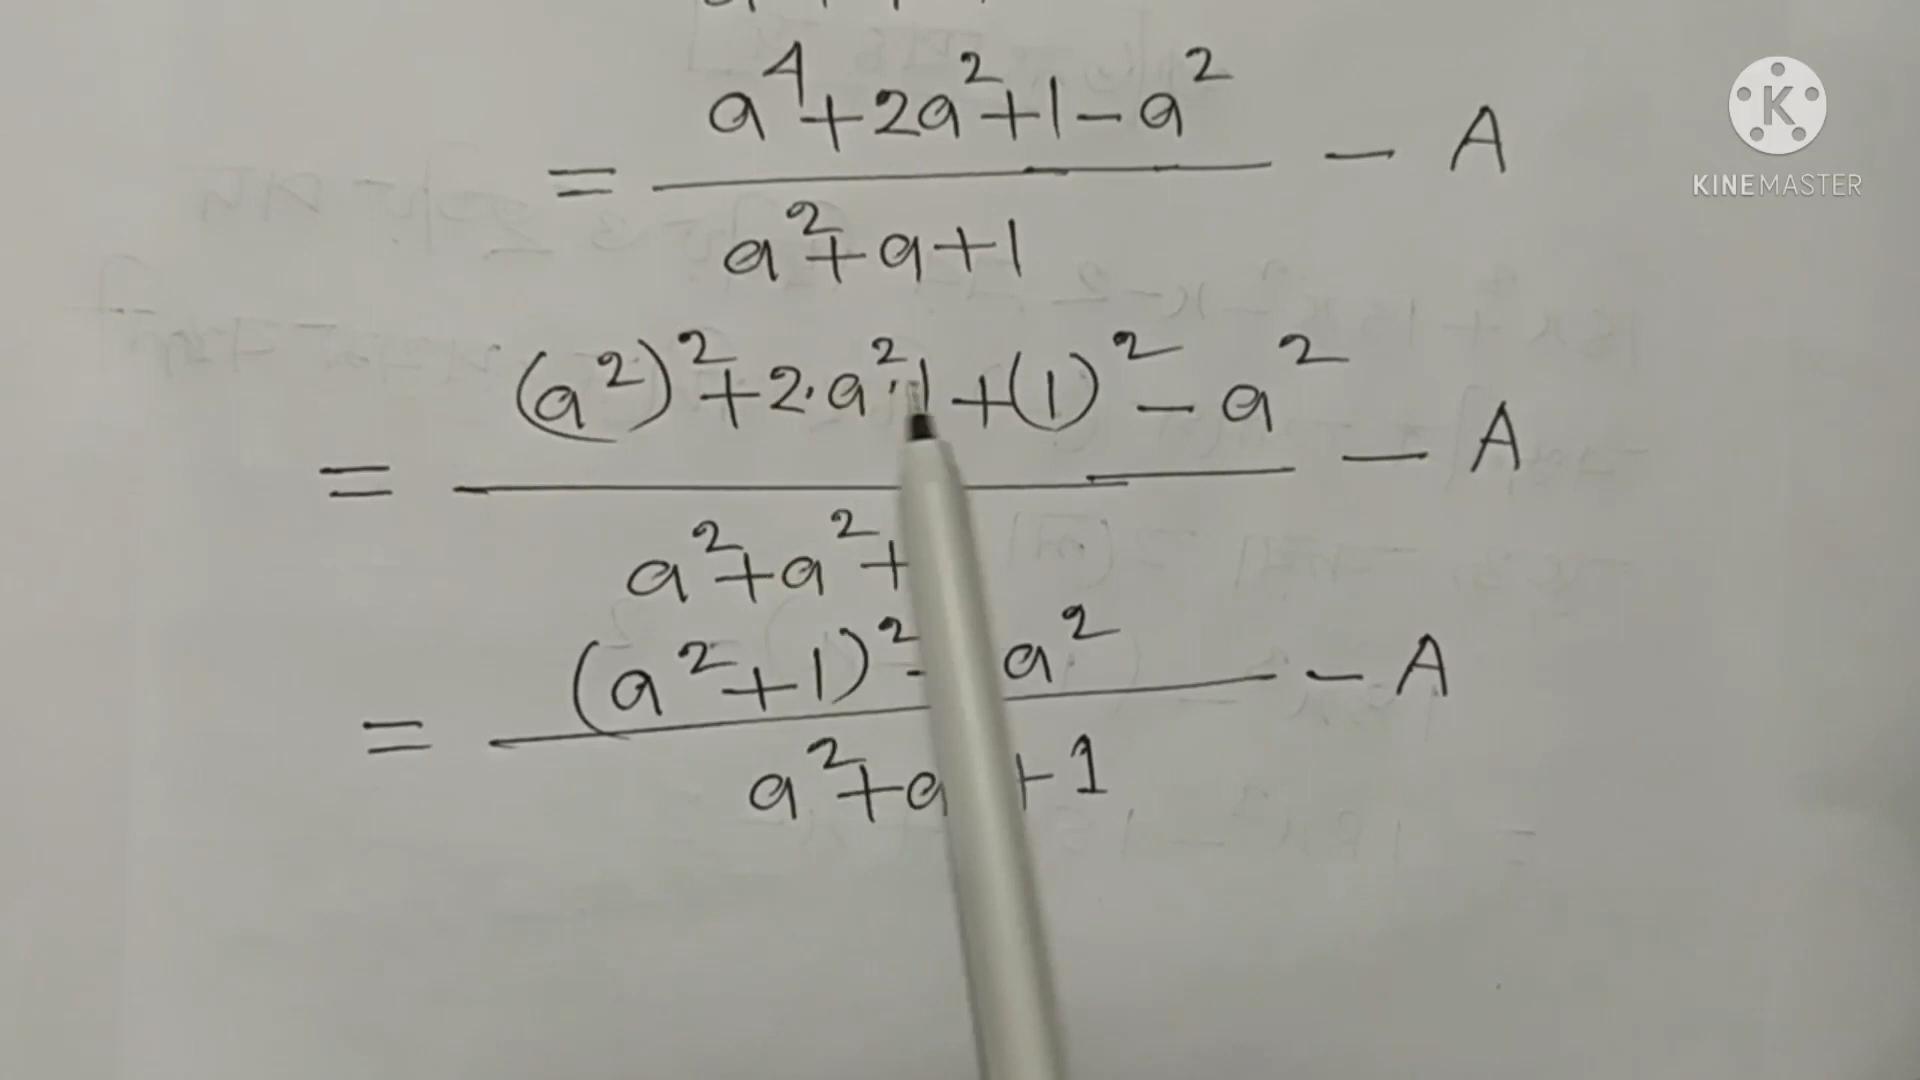 = (a⁴+2a²+1-a²)/(a²+a+1) - A
= ((a²)²+2·a²·1+(1)²-a²)/(a²+a²+) - A
= ((a²+1)²-a²)/(a²+a+1) - A
K
KINEMASTER